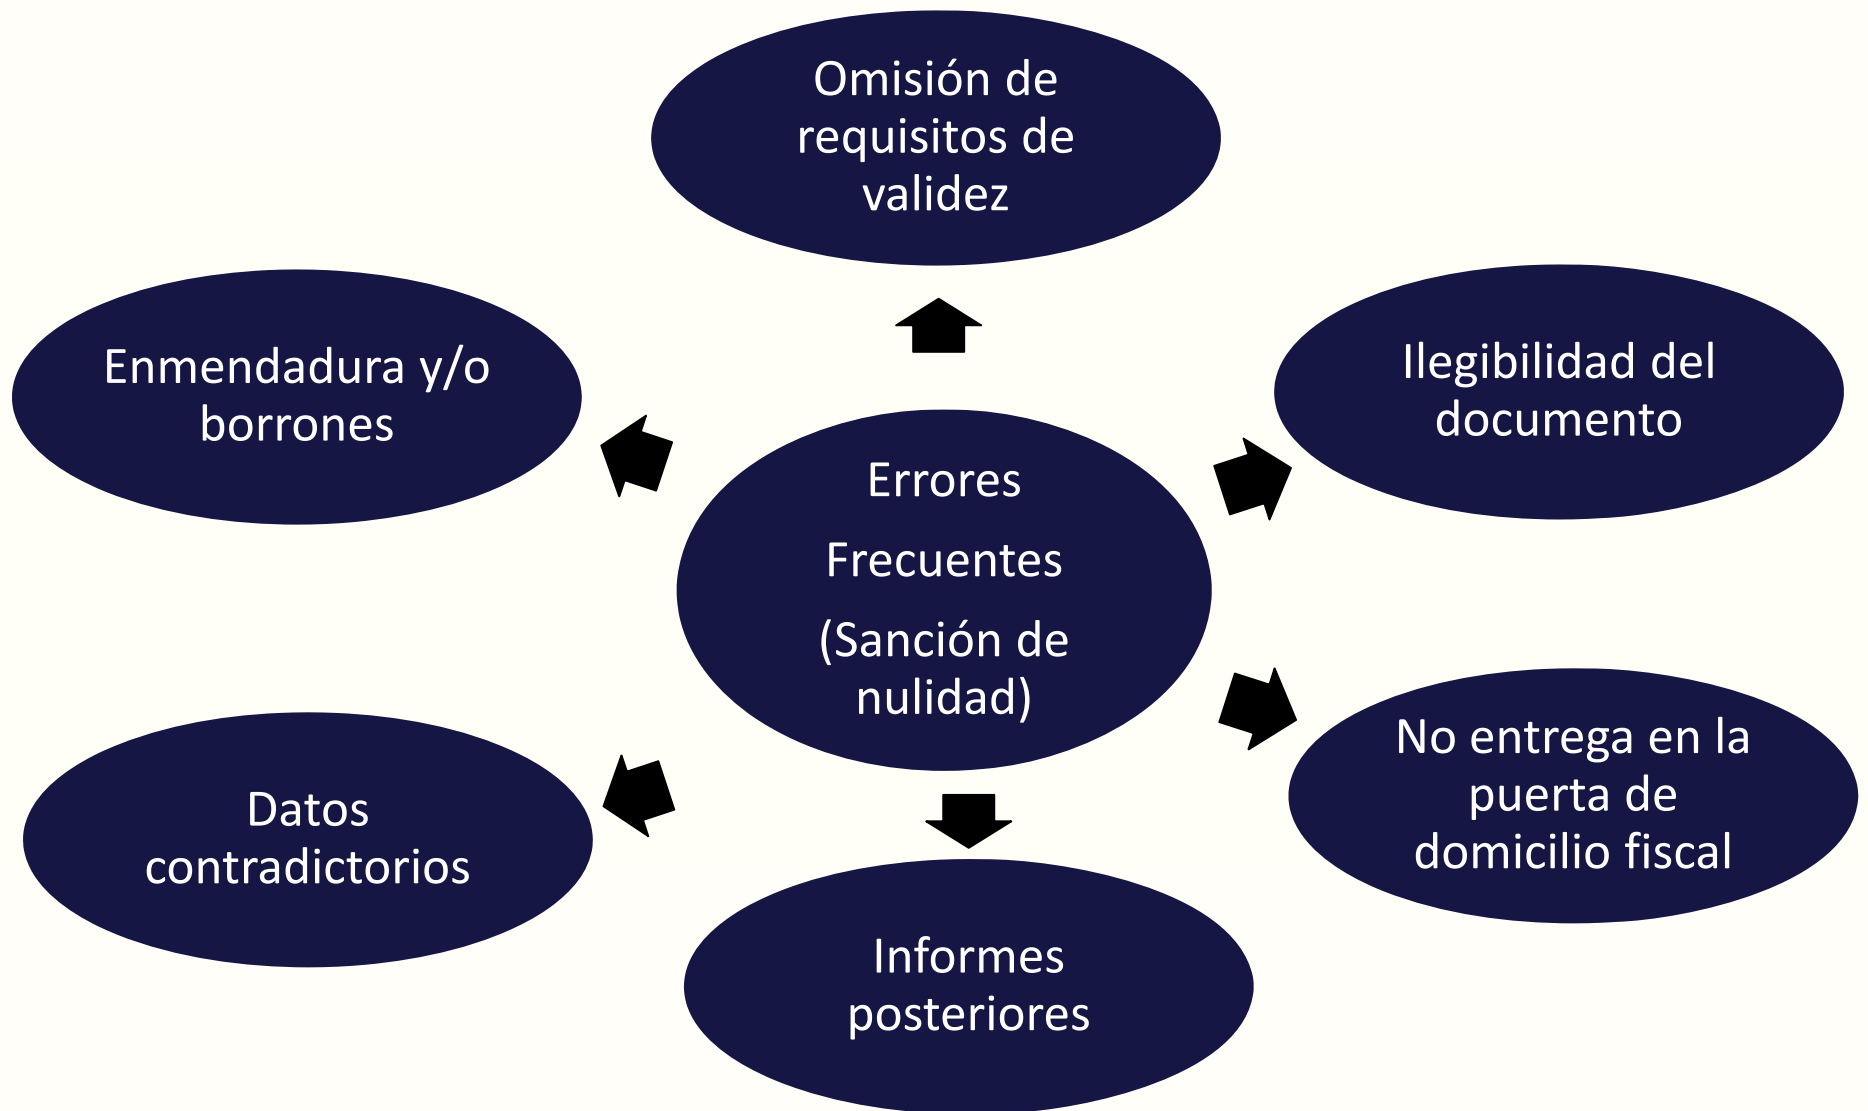 Omisión de
requisitos de
validez
Enmendadura y/o
borrones
Ilegibilidad del
documento
Errores
Frecuentes
(Sanción de
nulidad)
No entrega en la
puerta de
domicilio fiscal
Datos
contradictorios
Informes
posteriores